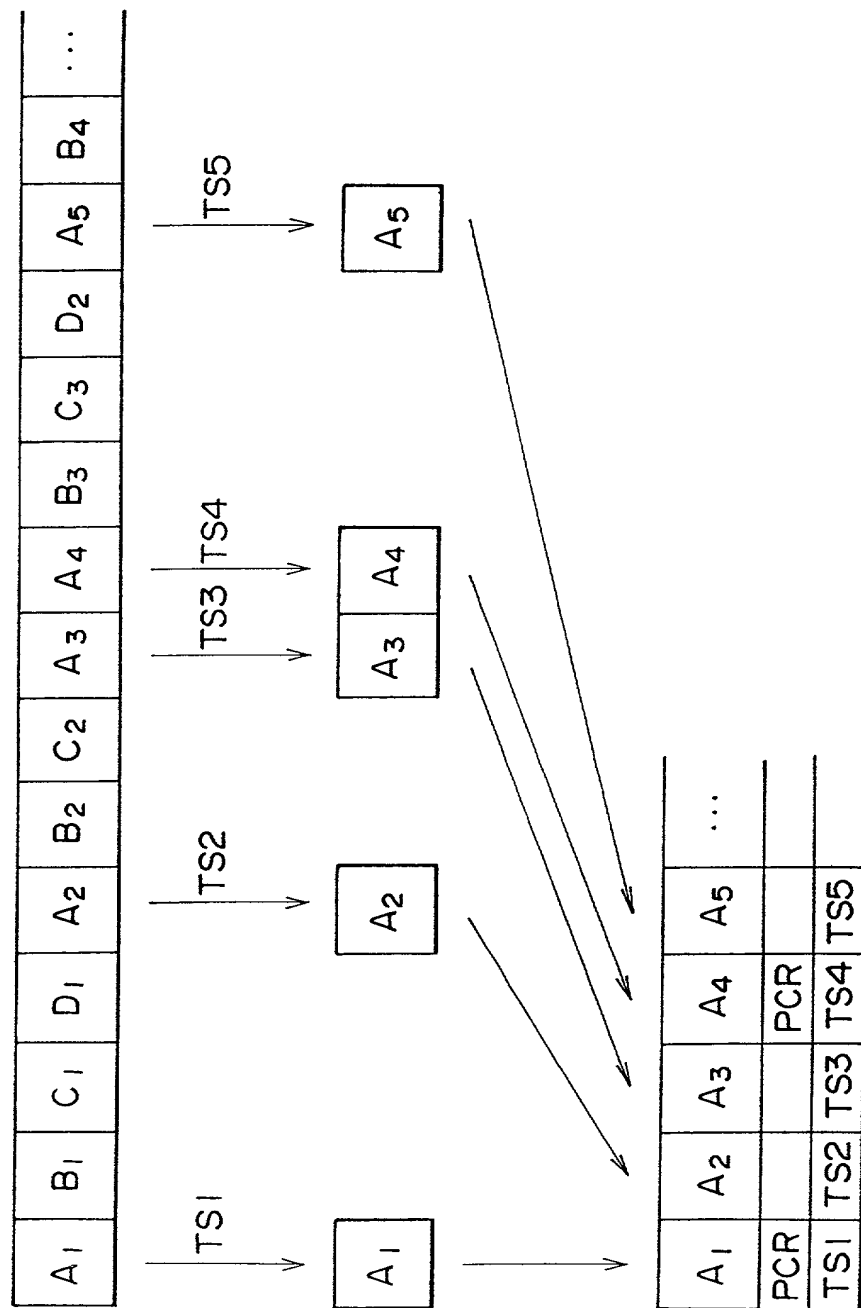 A1 B1 C1 D1 A2 B2 C2 A3 A4 B3 C3 D2 A5 B4 ...
TS1 TS2 TS3 TS4 TS5
A1 A2 A3 A4 A5
A1 A2 A3 A4 A5 ...
PCR PCR
TS1 TS2 TS3 TS4 TS5